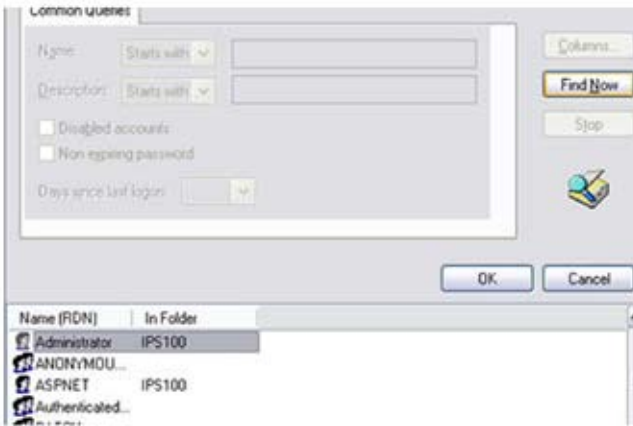 Common Queries
Name: Starts with
Columns...
Description: Starts with
Find Now
Disabled accounts
Stop
Non expiring password
Days since last logon:
OK Cancel
Name (RDN) In Folder
Administrator IPS100
ANONYMOU...
ASPNET IPS100
Authenticated...